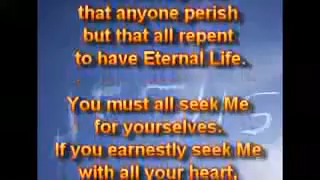 that anyone perish
but that all repent
to have Eternal Life.
You must all seek Me
for yourselves.
If you earnestly seek Me
with all your heart,